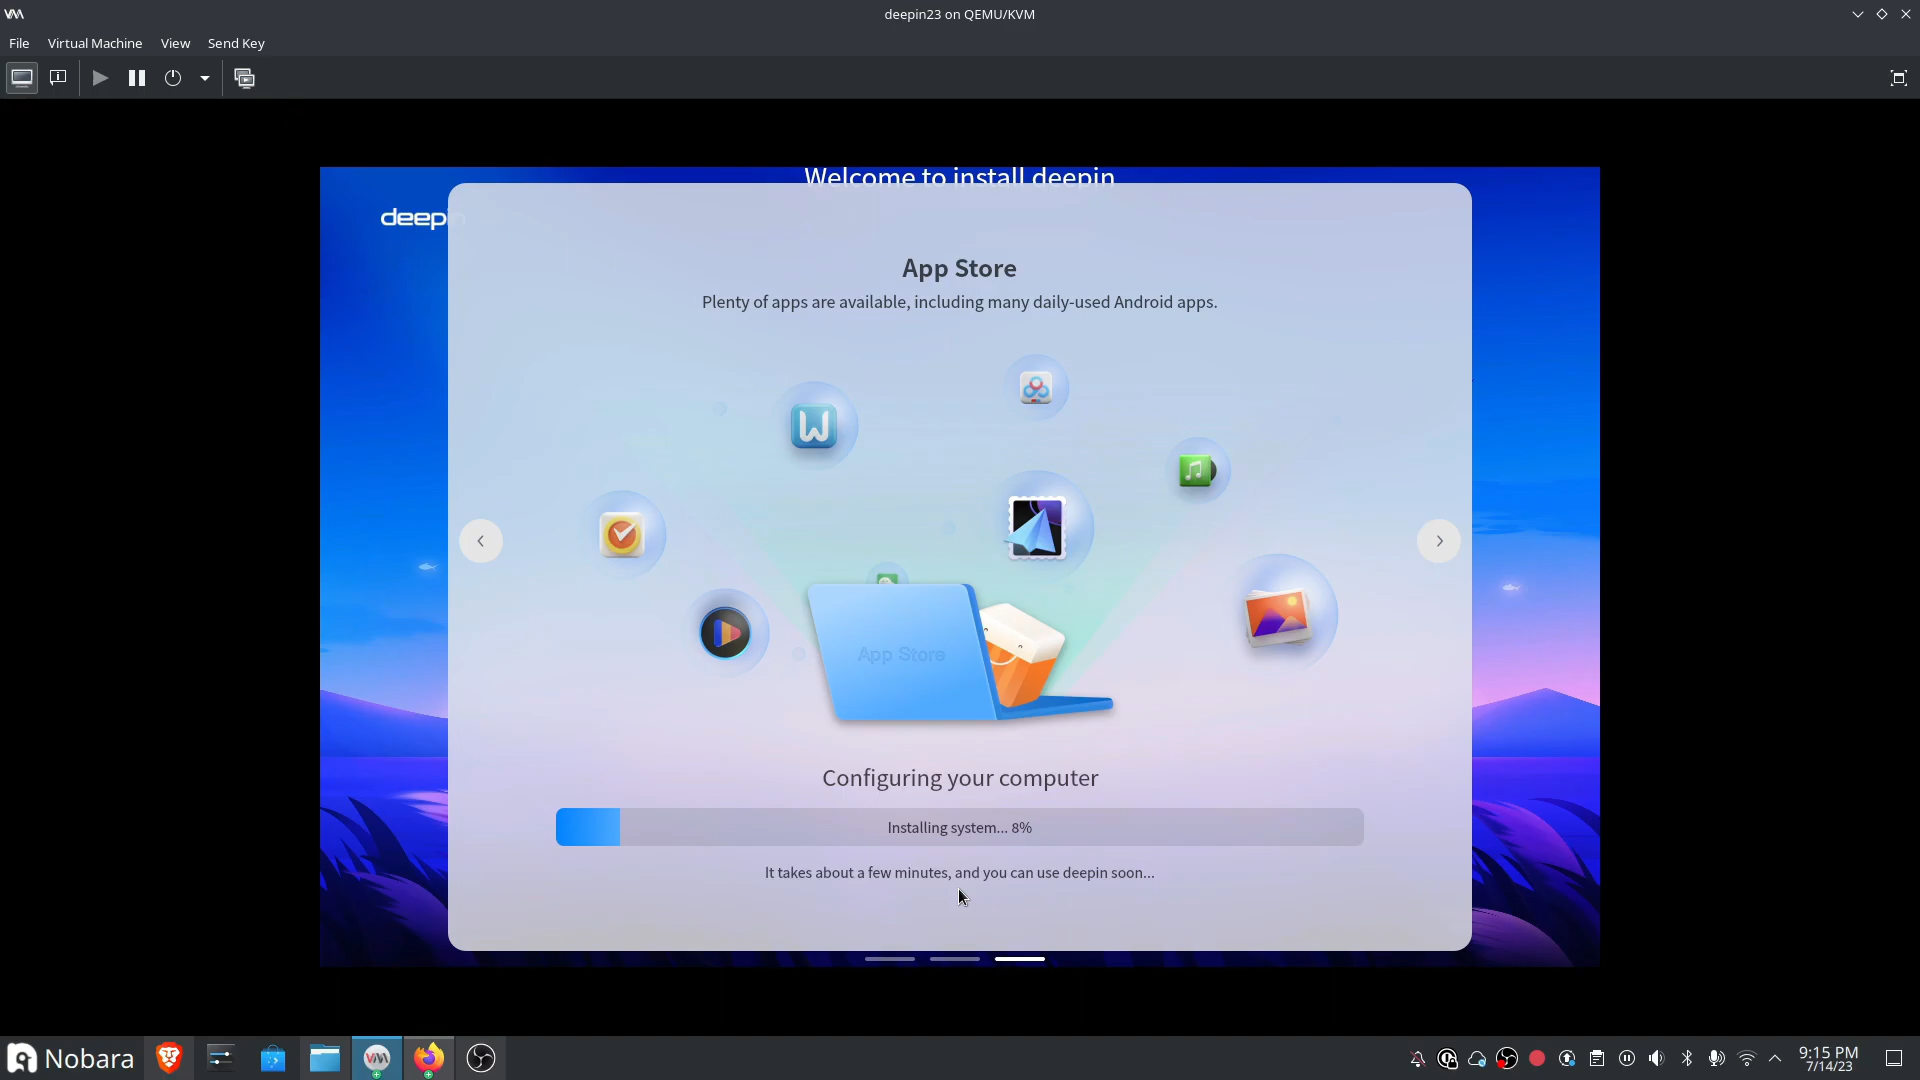 deepin23 on QEMU/KVM
File Virtual Machine View Send Key
Welcome to install deepin
deepin
App Store
Plenty of apps are available, including many daily-used Android apps.
W
App Store
Configuring your computer
Installing system... 8%
It takes about a few minutes, and you can use deepin soon...
Nobara
9:15 PM
7/14/23